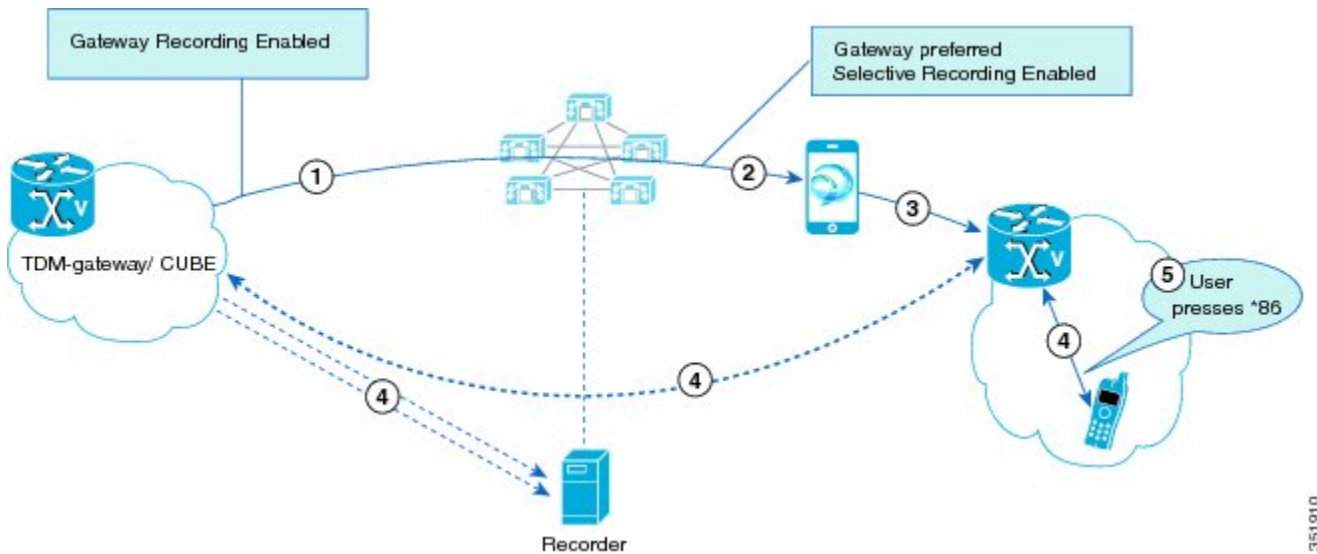 Gateway Recording Enabled
Gateway preferred
Selective Recording Enabled
1
2
3
V
TDM-gateway/ CUBE
V
5
User
presses *86
4
4
4
Recorder
351910